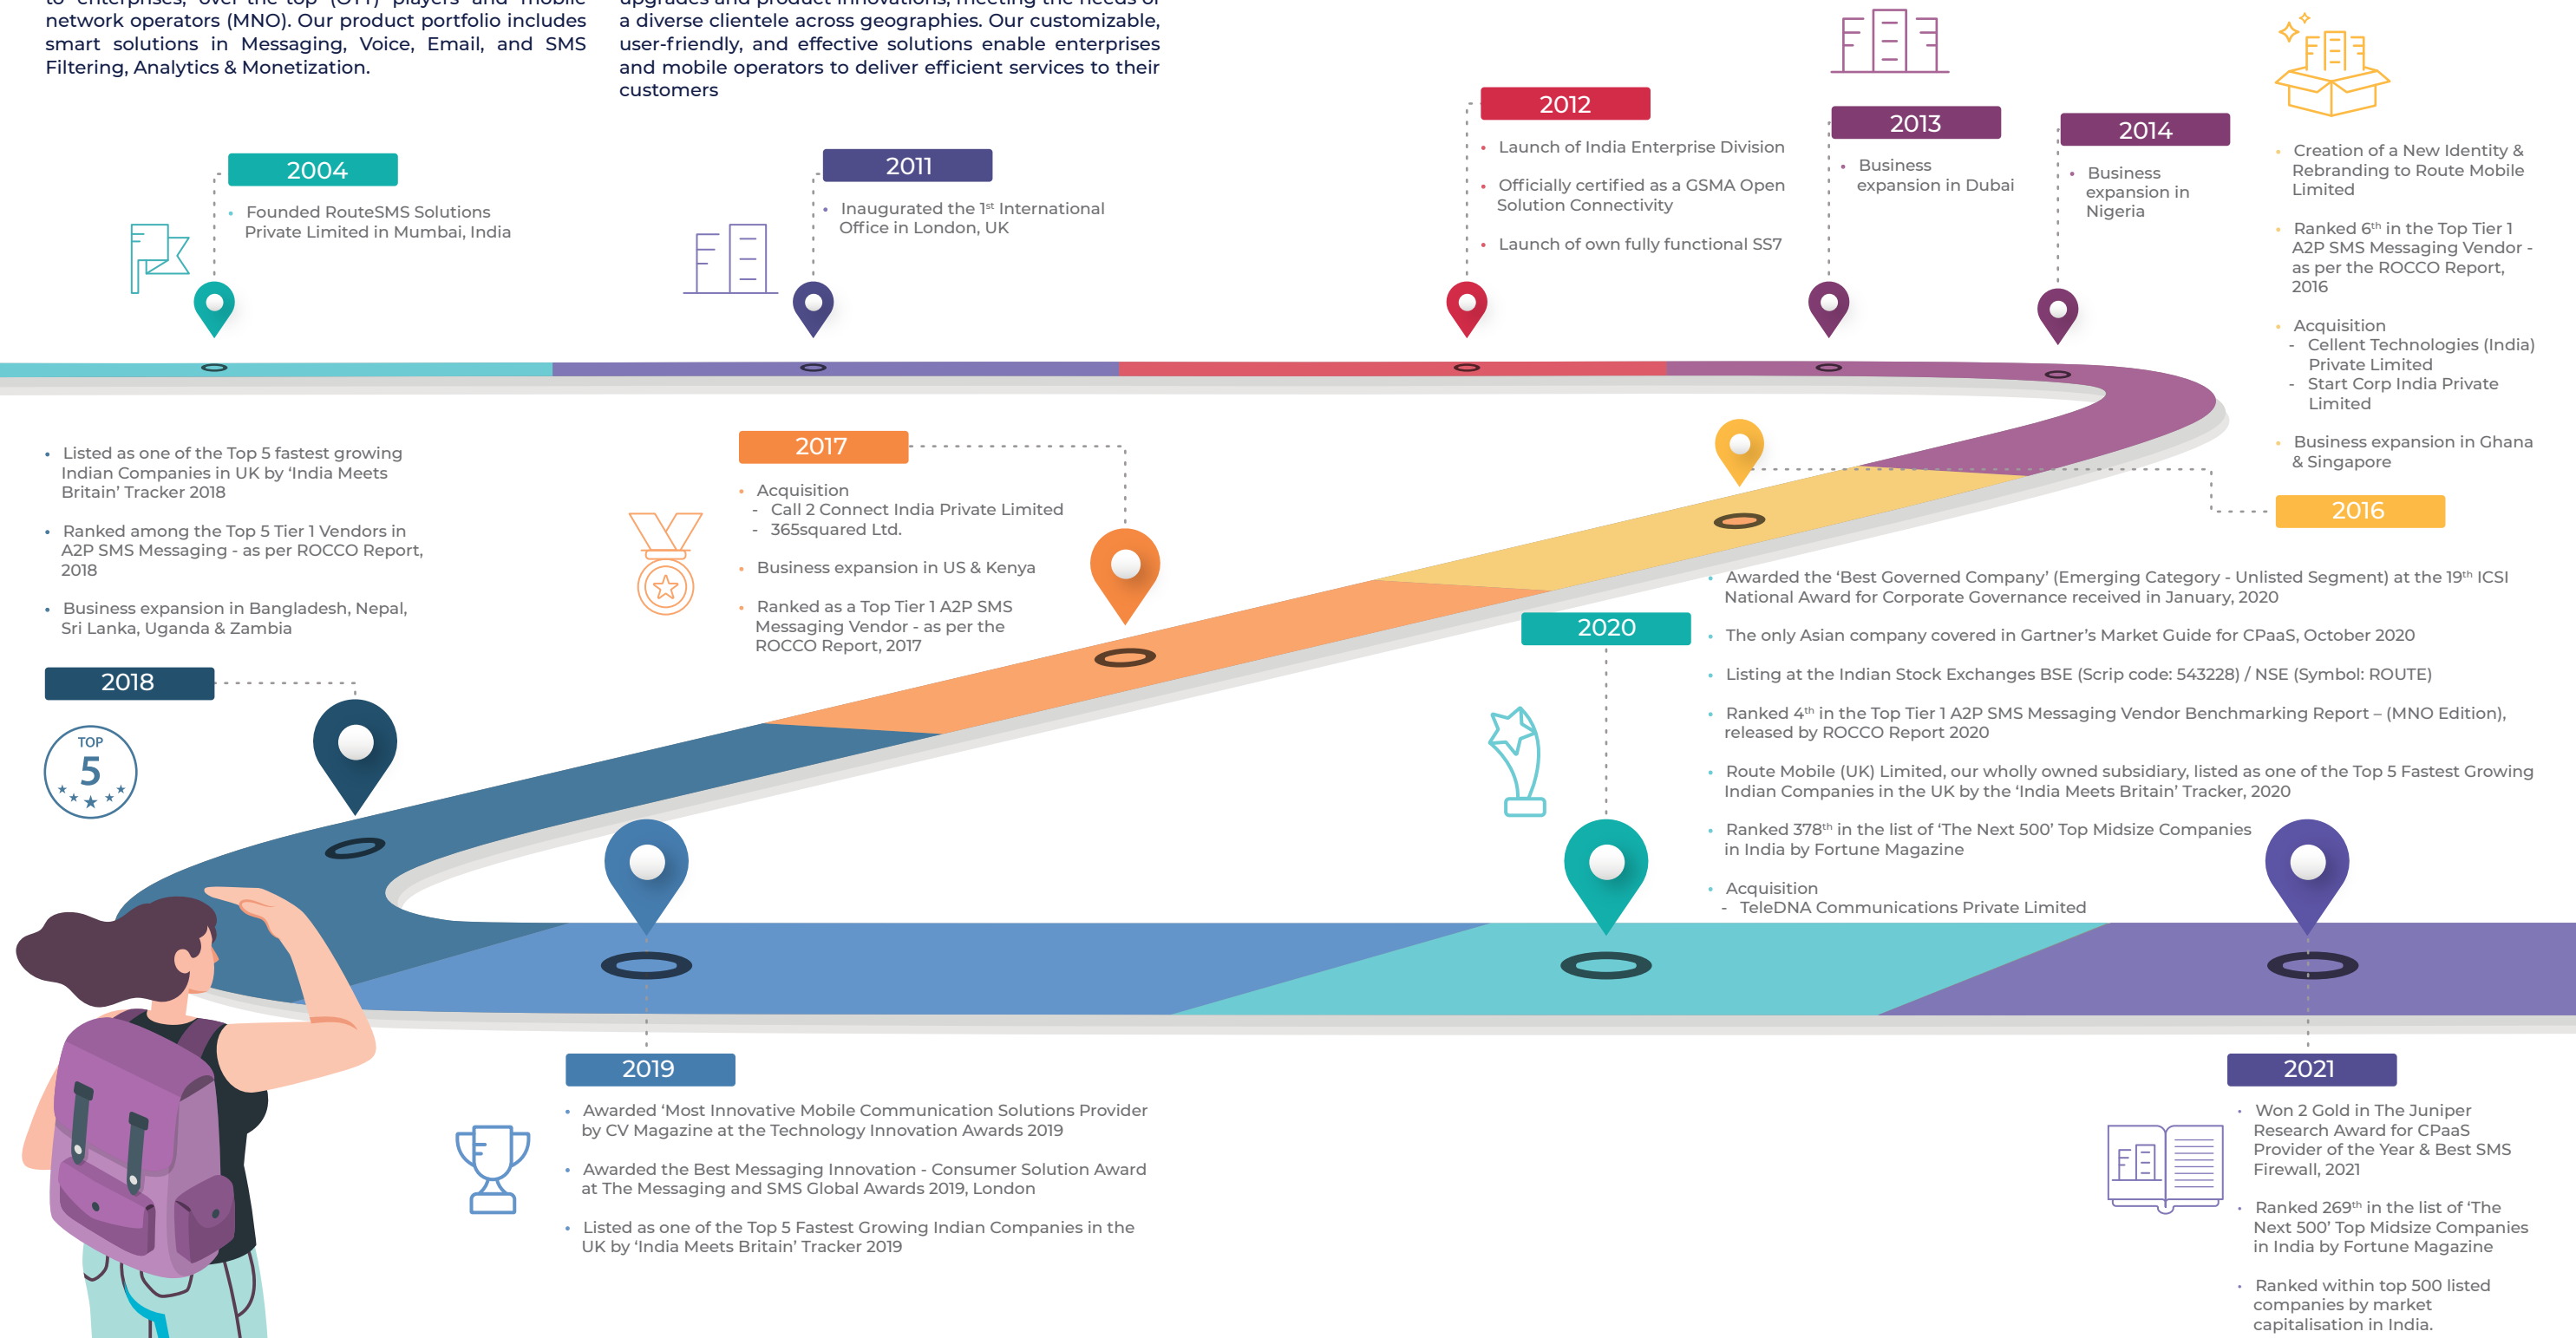 to enterprises, over-the-top (OTT) players and mobile
network operators (MNO). Our product portfolio includes
smart solutions in Messaging, Voice, Email, and SMS
Filtering, Analytics & Monetization.
upgrades and product innovations, meeting the needs of
a diverse clientele across geographies. Our customizable,
user-friendly, and effective solutions enable enterprises
and mobile operators to deliver efficient services to their
customers
2004
• Founded RouteSMS Solutions
Private Limited in Mumbai, India
2011
• Inaugurated the 1st International
Office in London, UK
2012
• Launch of India Enterprise Division
• Officially certified as a GSMA Open
Solution Connectivity
• Launch of own fully functional SS7
2013
• Business
expansion in Dubai
2014
• Business
expansion in
Nigeria
• Creation of a New Identity &
Rebranding to Route Mobile
Limited
• Ranked 6th in the Top Tier 1
A2P SMS Messaging Vendor -
as per the ROCCO Report,
2016
• Acquisition
- Cellent Technologies (India)
Private Limited
- Start Corp India Private
Limited
• Business expansion in Ghana
& Singapore
2016
2017
• Acquisition
- Call 2 Connect India Private Limited
- 365squared Ltd.
• Business expansion in US & Kenya
• Ranked as a Top Tier 1 A2P SMS
Messaging Vendor - as per the
ROCCO Report, 2017
• Listed as one of the Top 5 fastest growing
Indian Companies in UK by ‘India Meets
Britain’ Tracker 2018
• Ranked among the Top 5 Tier 1 Vendors in
A2P SMS Messaging - as per ROCCO Report,
2018
• Business expansion in Bangladesh, Nepal,
Sri Lanka, Uganda & Zambia
2018
TOP
5
2019
• Awarded ‘Most Innovative Mobile Communication Solutions Provider
by CV Magazine at the Technology Innovation Awards 2019
• Awarded the Best Messaging Innovation - Consumer Solution Award
at The Messaging and SMS Global Awards 2019, London
• Listed as one of the Top 5 Fastest Growing Indian Companies in the
UK by ‘India Meets Britain’ Tracker 2019
2020
• Awarded the ‘Best Governed Company’ (Emerging Category - Unlisted Segment) at the 19th ICSI
National Award for Corporate Governance received in January, 2020
• The only Asian company covered in Gartner’s Market Guide for CPaaS, October 2020
• Listing at the Indian Stock Exchanges BSE (Scrip code: 543228) / NSE (Symbol: ROUTE)
• Ranked 4th in the Top Tier 1 A2P SMS Messaging Vendor Benchmarking Report – (MNO Edition),
released by ROCCO Report 2020
• Route Mobile (UK) Limited, our wholly owned subsidiary, listed as one of the Top 5 Fastest Growing
Indian Companies in the UK by the ‘India Meets Britain’ Tracker, 2020
• Ranked 378th in the list of ‘The Next 500’ Top Midsize Companies
in India by Fortune Magazine
• Acquisition
- TeleDNA Communications Private Limited
2021
• Won 2 Gold in The Juniper
Research Award for CPaaS
Provider of the Year & Best SMS
Firewall, 2021
• Ranked 269th in the list of ‘The
Next 500’ Top Midsize Companies
in India by Fortune Magazine
• Ranked within top 500 listed
companies by market
capitalisation in India.